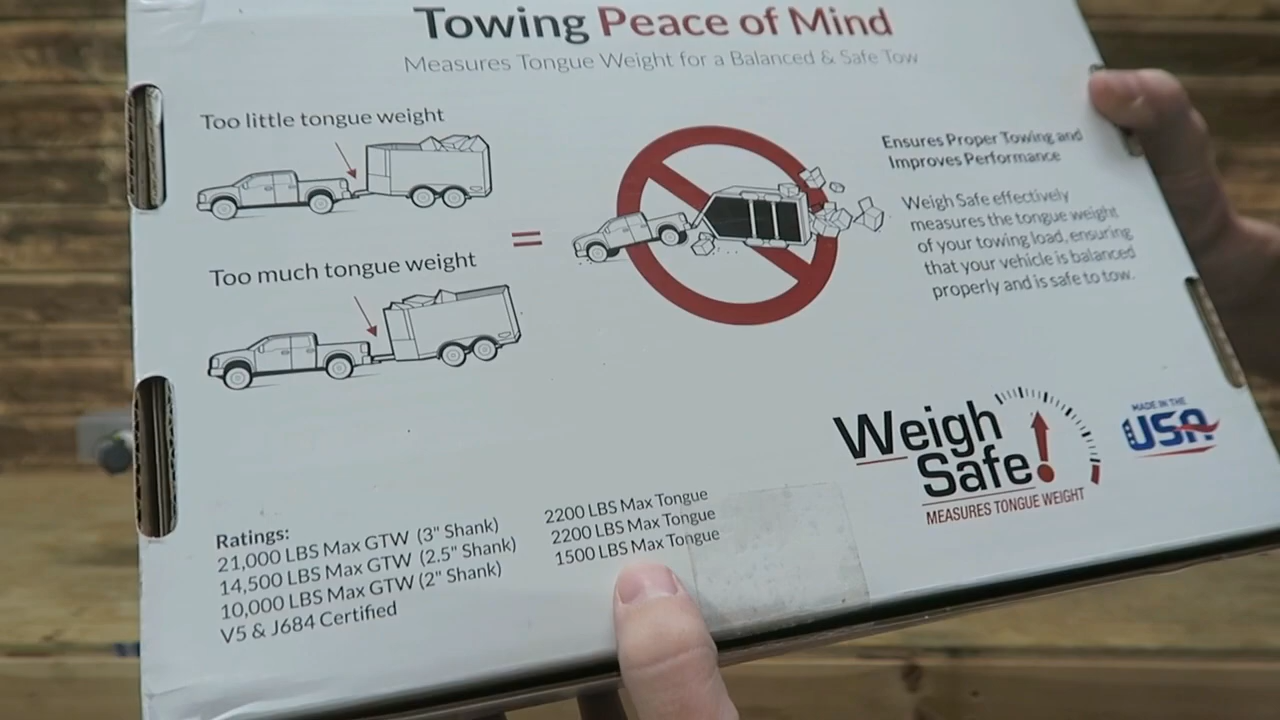 Towing Peace of Mind
Measures Tongue Weight for a Balanced & Safe Tow
Too little tongue weight
Too much tongue weight
=
Ensures Proper Towing and
Improves Performance
Weigh Safe effectively
measures the tongue weight
of your towing load, ensuring
that your vehicle is balanced
properly and is safe to tow.
Weigh
Safe!
MEASURES TONGUE WEIGHT
MADE IN THE
USA
Ratings:
21,000 LBS Max GTW (3" Shank) 2200 LBS Max Tongue
14,500 LBS Max GTW (2.5" Shank) 2200 LBS Max Tongue
10,000 LBS Max GTW (2" Shank) 1500 LBS Max Tongue
V5 & J684 Certified